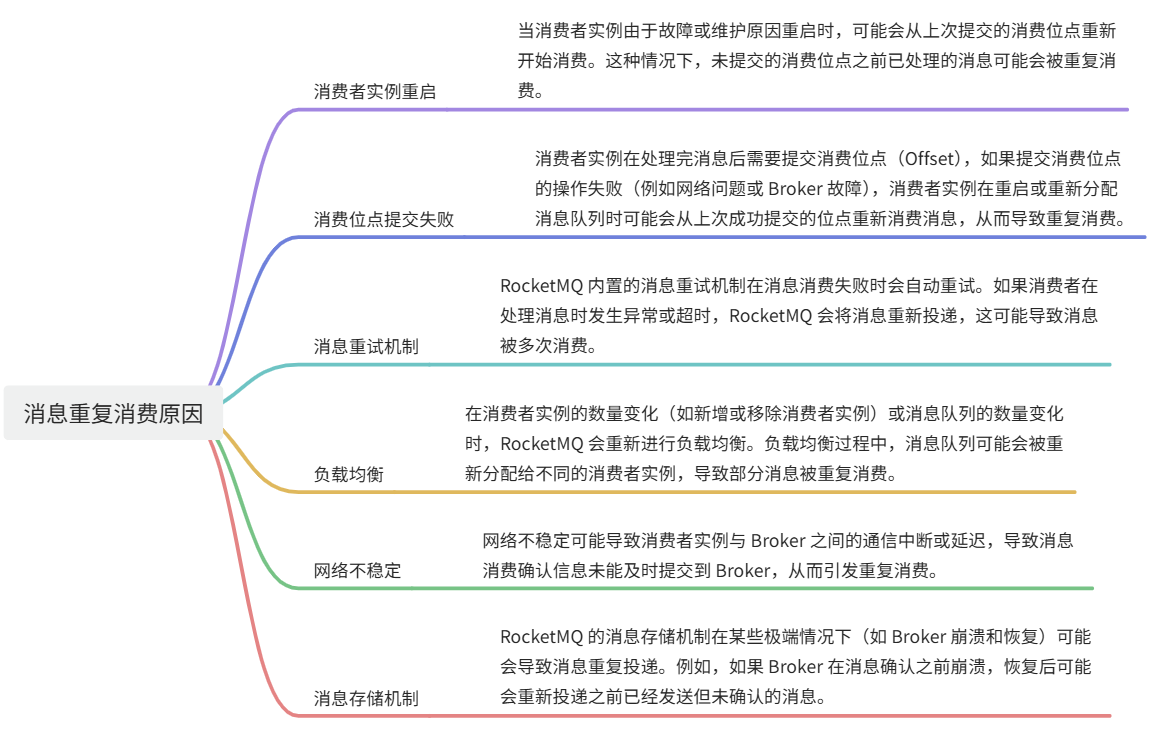 消息重复消费原因
消费者实例重启
当消费者实例由于故障或维护原因重启时，可能会从上次提交的消费位点重新
开始消费。这种情况下，未提交的消费位点之前已处理的消息可能会被重复消
费。
消费位点提交失败
消费者实例在处理完消息后需要提交消费位点（Offset），如果提交消费位点
的操作失败（例如网络问题或 Broker 故障），消费者实例在重启或重新分配
消息队列时可能会从上次成功提交的位点重新消费消息，从而导致重复消费。
消息重试机制
RocketMQ 内置的消息重试机制在消息消费失败时会自动重试。如果消费者在
处理消息时发生异常或超时，RocketMQ 会将消息重新投递，这可能导致消息
被多次消费。
负载均衡
在消费者实例的数量变化（如新增或移除消费者实例）或消息队列的数量变化
时，RocketMQ 会重新进行负载均衡。负载均衡过程中，消息队列可能会被重
新分配给不同的消费者实例，导致部分消息被重复消费。
网络不稳定
网络不稳定可能导致消费者实例与 Broker 之间的通信中断或延迟，导致消息
消费确认信息未能及时提交到 Broker，从而引发重复消费。
消息存储机制
RocketMQ 的消息存储机制在某些极端情况下（如 Broker 崩溃和恢复）可能
会导致消息重复投递。例如，如果 Broker 在消息确认之前崩溃，恢复后可能
会重新投递之前已经发送但未确认的消息。